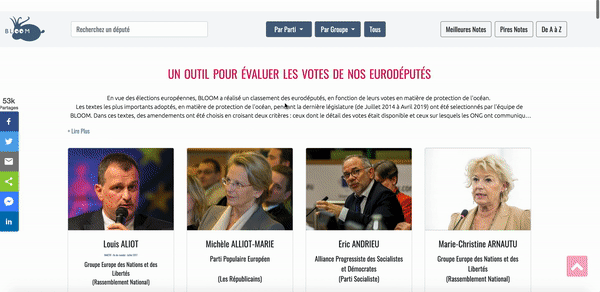 BLOOM
Recherchez un député
Par Parti
Par Groupe
Tous
Meilleures Notes
Pires Notes
De A à Z
UN OUTIL POUR ÉVALUER LES VOTES DE NOS EURODÉPUTÉS
En vue des élections européennes, BLOOM a réalisé un classement des eurodéputés, en fonction de leurs votes en matière de protection de l'océan.
Les textes les plus importants adoptés, en matière de protection de l'océan, pendant la dernière législature (de Juillet 2014 à Avril 2019) ont été selectionnés par l'équipe de
BLOOM. Dans ces textes, des amendements ont été choisis en croisant deux critères : ceux dont le détail des votes était disponible et ceux sur lesquels les ONG ont communiqu...
+ Lire Plus
53k
Partages
Louis ALIOT
Groupe Europe des Nations et des
Libertés
(Rassemblement National)
Michèle ALLIOT-MARIE
Parti Populaire Européen
(Les Républicains)
Eric ANDRIEU
Alliance Progressiste des Socialistes
et Démocrates
(Parti Socialiste)
Marie-Christine ARNAUTU
Groupe Europe des Nations et des
Libertés
(Rassemblement National)